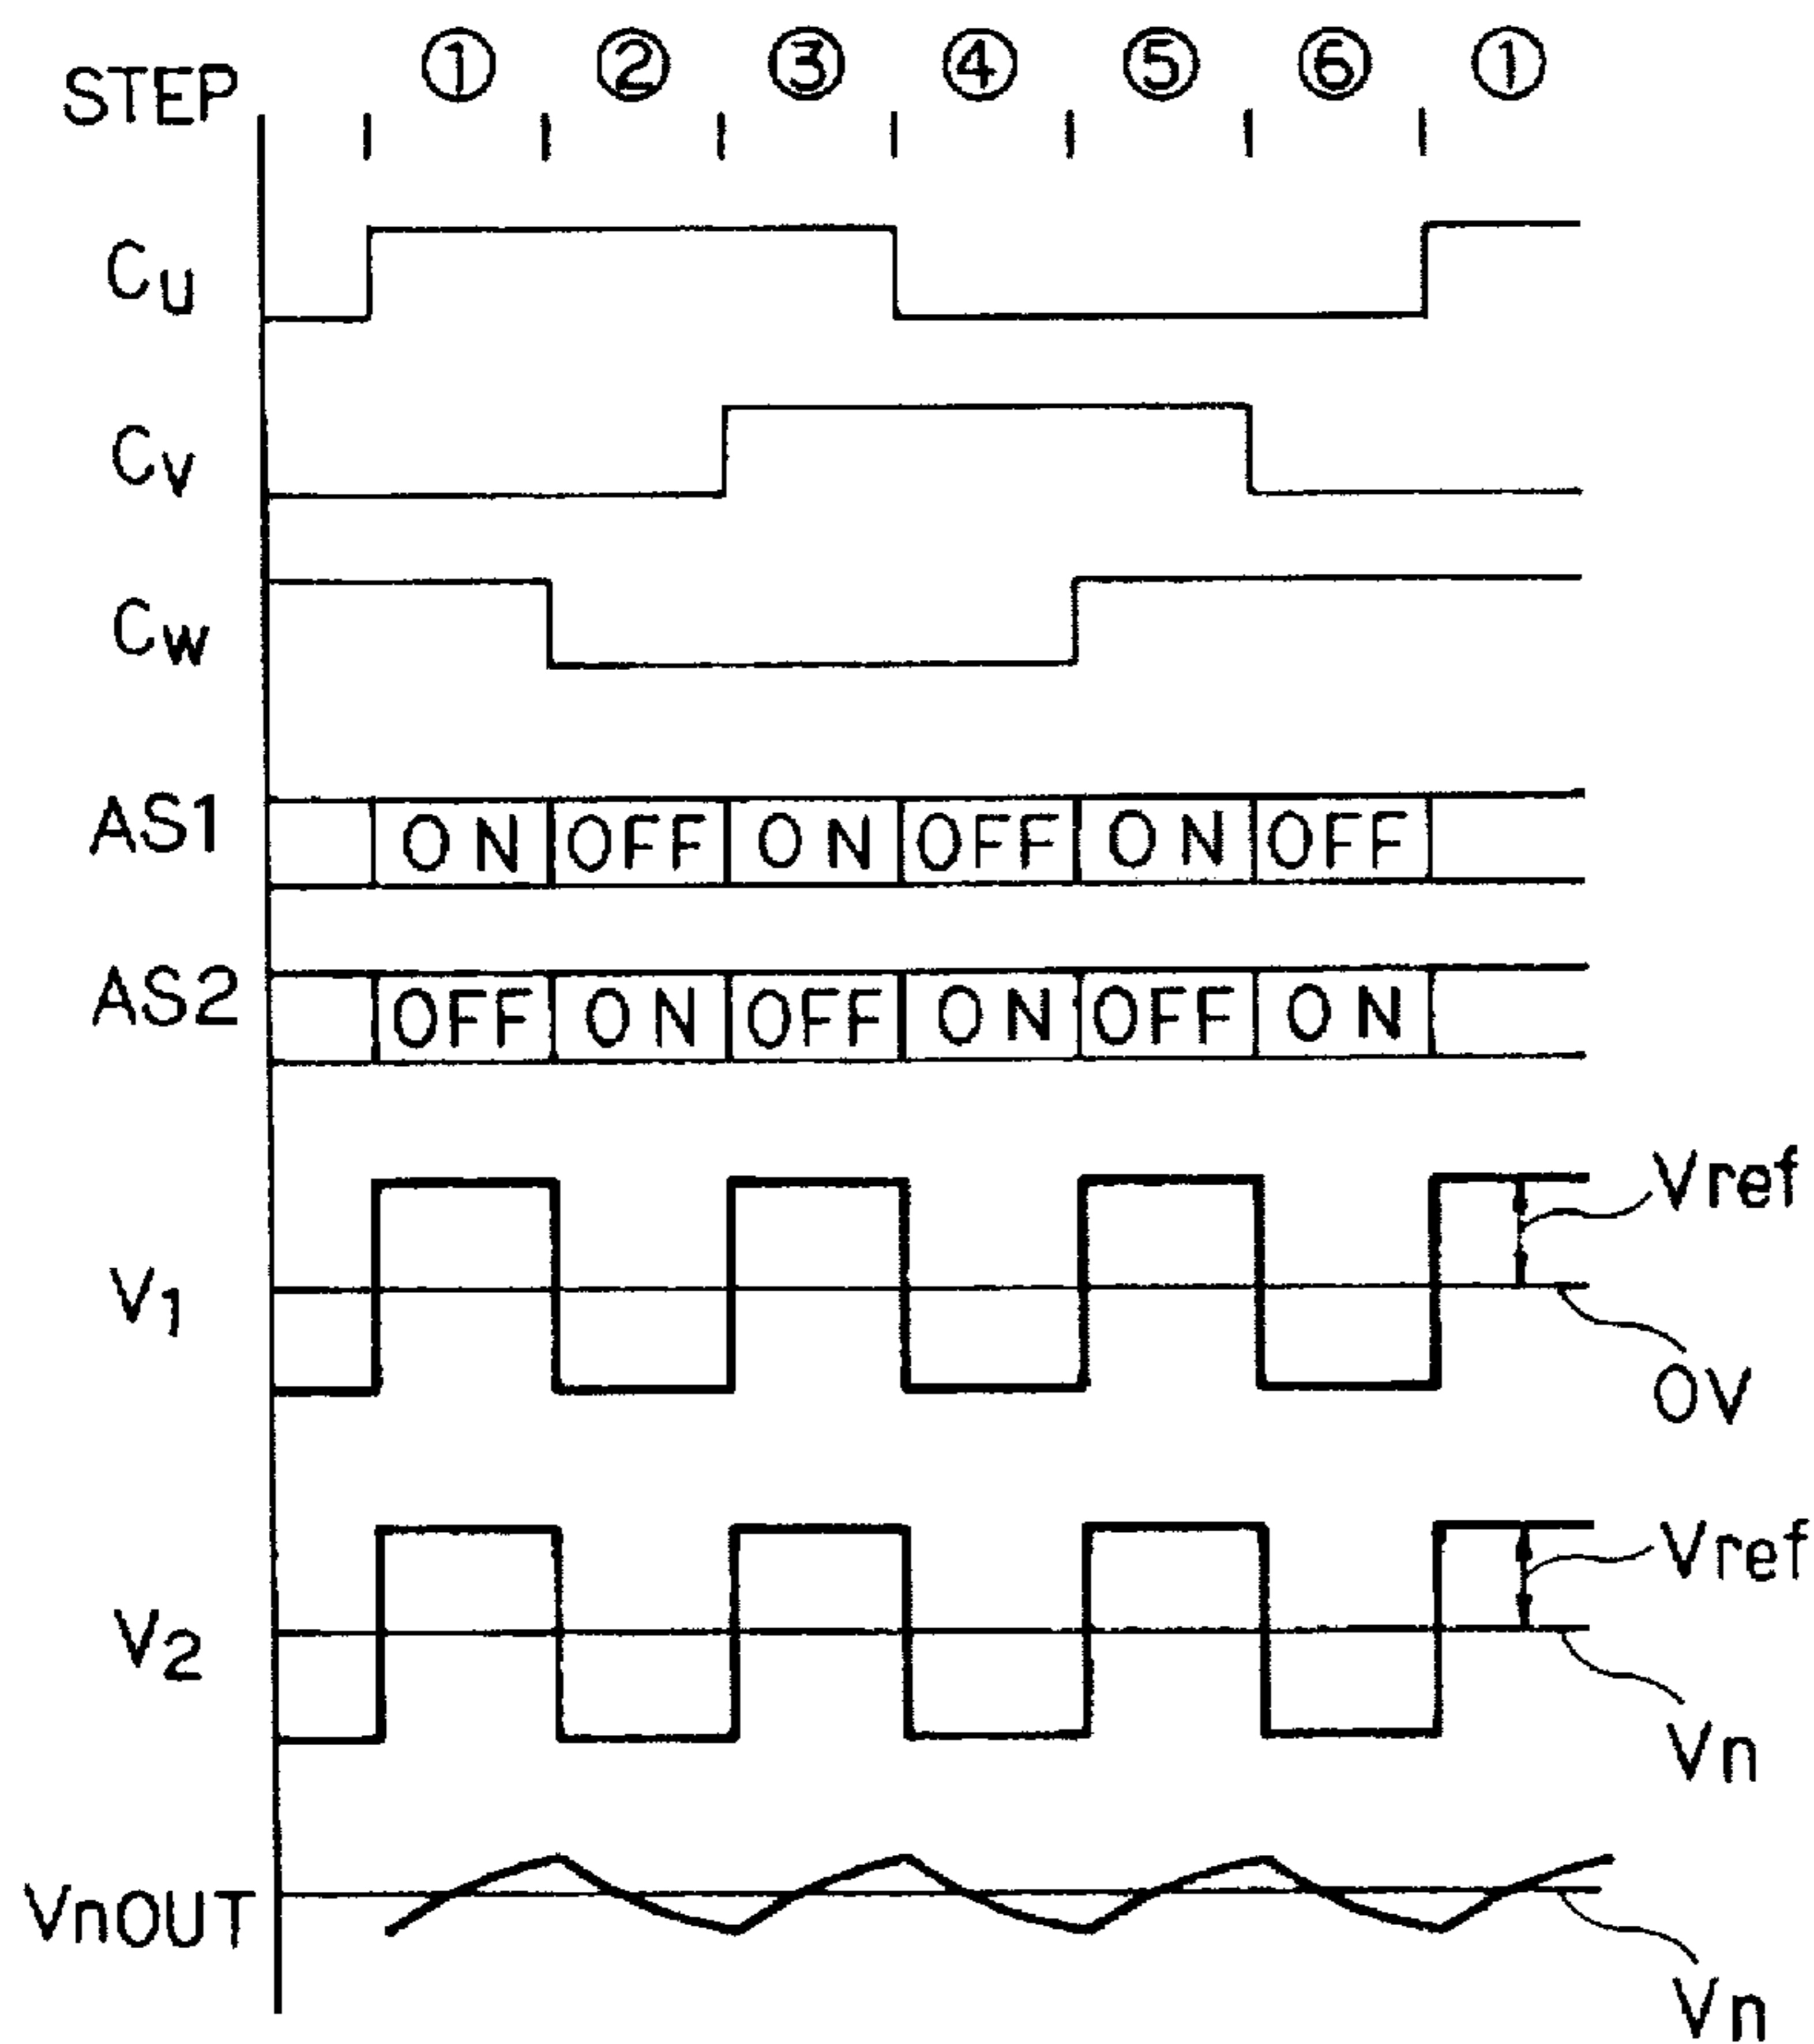 STEP ① ② ③ ④ ⑤ ⑥ ①
CU
CV
CW
AS1 ON OFF ON OFF ON OFF
AS2 OFF ON OFF ON OFF ON
Vref
V1
OV
Vref
V2
Vn
VnOUT
Vn